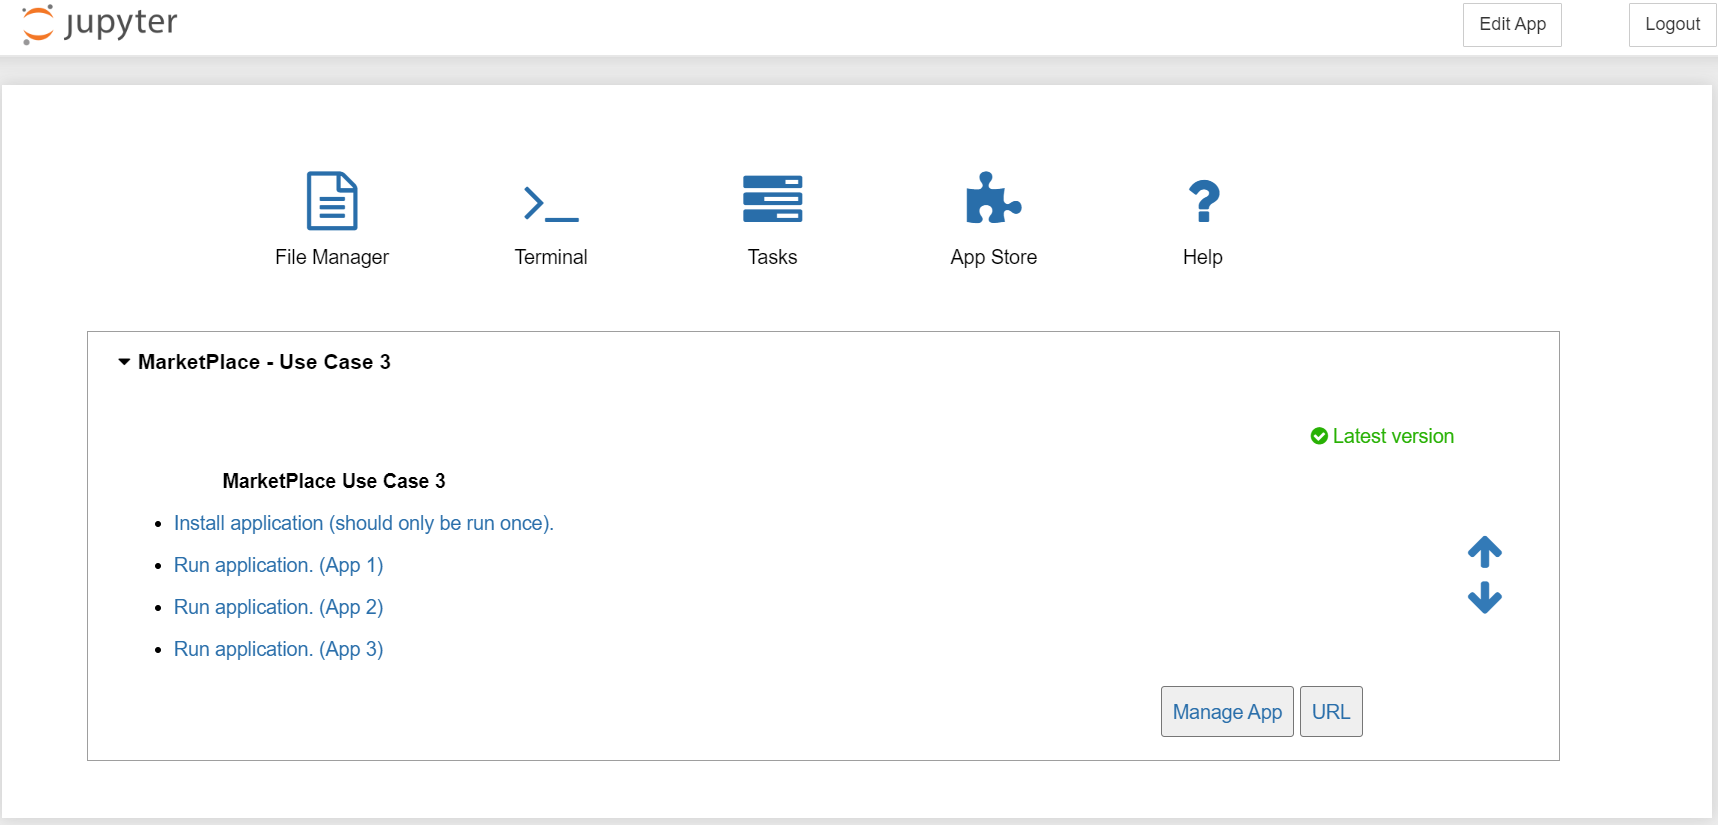 jupyter
Edit App
Logout
File Manager
Terminal
Tasks
App Store
Help
MarketPlace - Use Case 3
Latest version
MarketPlace Use Case 3
Install application (should only be run once).
Run application. (App 1)
Run application. (App 2)
Run application. (App 3)
Manage App
URL